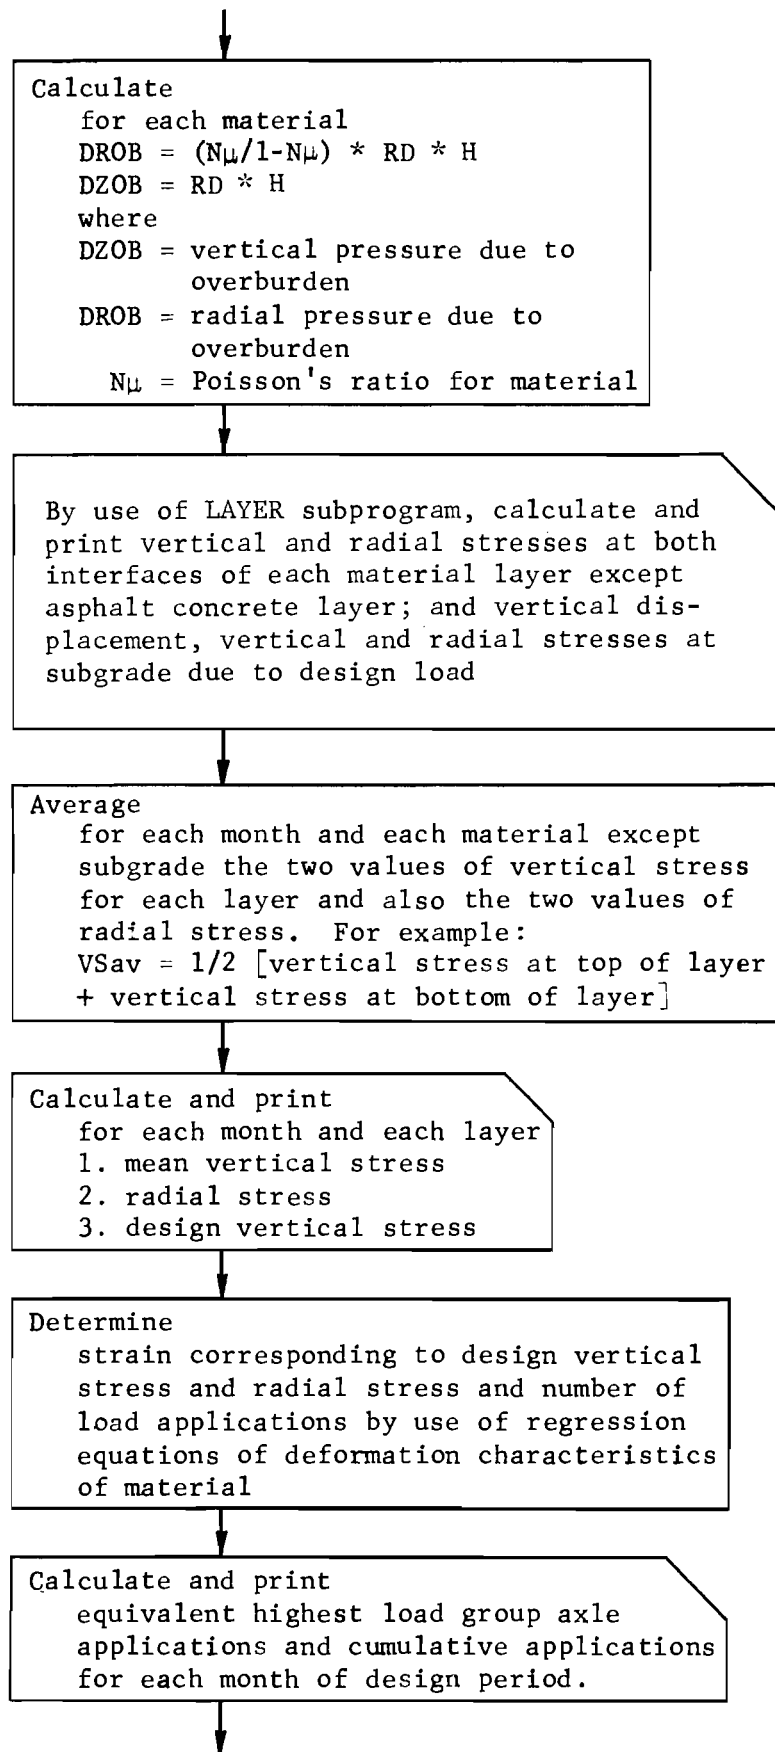 Calculate
for each material
DROB = (Nμ/1-Nμ) * RD * H
DZOB = RD * H
where
DZOB = vertical pressure due to
overburden
DROB = radial pressure due to
overburden
Nμ = Poisson's ratio for material
By use of LAYER subprogram, calculate and
print vertical and radial stresses at both
interfaces of each material layer except
asphalt concrete layer; and vertical dis-
placement, vertical and radial stresses at
subgrade due to design load
Average
for each month and each material except
subgrade the two values of vertical stress
for each layer and also the two values of
radial stress. For example:
VSav = 1/2 [vertical stress at top of layer
+ vertical stress at bottom of layer]
Calculate and print
for each month and each layer
1. mean vertical stress
2. radial stress
3. design vertical stress
Determine
strain corresponding to design vertical
stress and radial stress and number of
load applications by use of regression
equations of deformation characteristics
of material
Calculate and print
equivalent highest load group axle
applications and cumulative applications
for each month of design period.